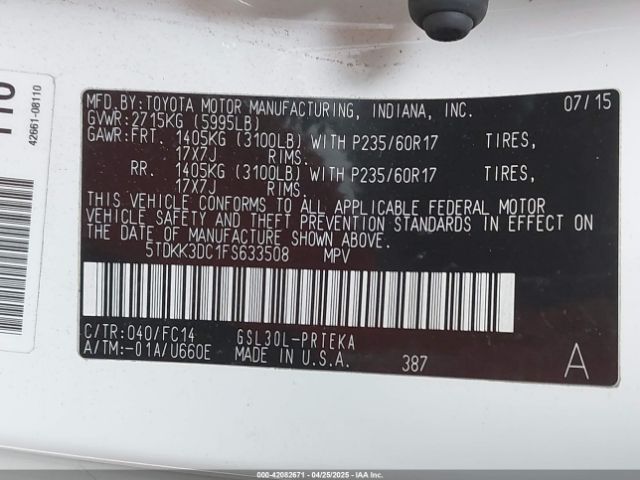 42661-08110
MFD.BY:TOYOTA MOTOR MANUFACTURING, INDIANA, INC. 07/15
GVWR:2715KG (5995LB)
GAWR:FRT. 1405KG (3100LB) WITH P235/60R17 TIRES,
17X7J RIMS.
RR. 1405KG (3100LB) WITH P235/60R17 TIRES,
17X7J RIMS.
THIS VEHICLE CONFORMS TO ALL APPLICABLE FEDERAL MOTOR
VEHICLE SAFETY AND THEFT PREVENTION STANDARDS IN EFFECT ON
THE DATE OF MANUFACTURE SHOWN ABOVE.
5TDKK3DC1FS633508 MPV
C/TR:040/FC14 GSL30L-PRTEKA
A/TM:-01A/U660E MADE IN U.S.A. 387 A
000-42082671 - 04/25/2025 - IAAI.COM